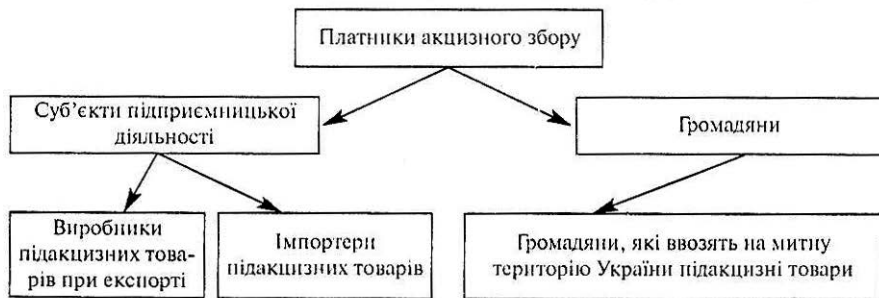 Платники акцизного збору
Суб’єкти підприємницької
діяльності
Громадяни
Виробники
підакцизних това-
рів при експорті
Імпортери
підакцизних товарів
Громадяни, які ввозять на митну
територію України підакцизні товари